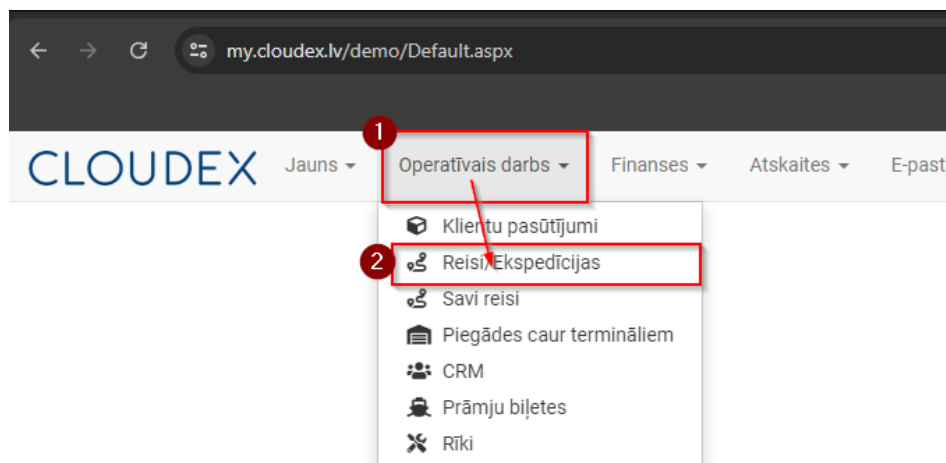 my.cloudex.lv/demo/Default.aspx
1
CLOUDEX Jauns Operatīvais darbs Finanses Atskaites E-past
Klientu pasūtījumi
2 Reisi/Ekspedīcijas
Savi reisi
Piegādes caur termināliem
CRM
Prāmju biļetes
Rīki